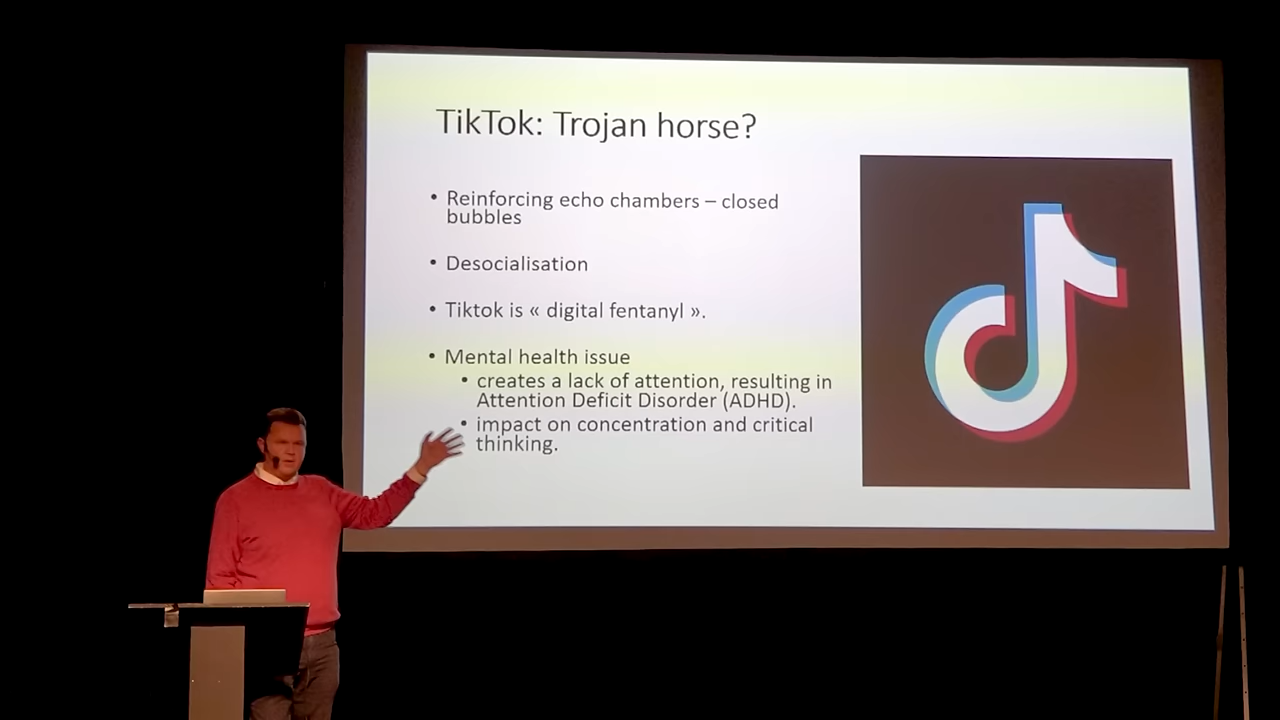 TikTok: Trojan horse?
• Reinforcing echo chambers – closed
bubbles
• Desocialisation
• Tiktok is « digital fentanyl ».
• Mental health issue
• creates a lack of attention, resulting in
Attention Deficit Disorder (ADHD).
• impact on concentration and critical
thinking.